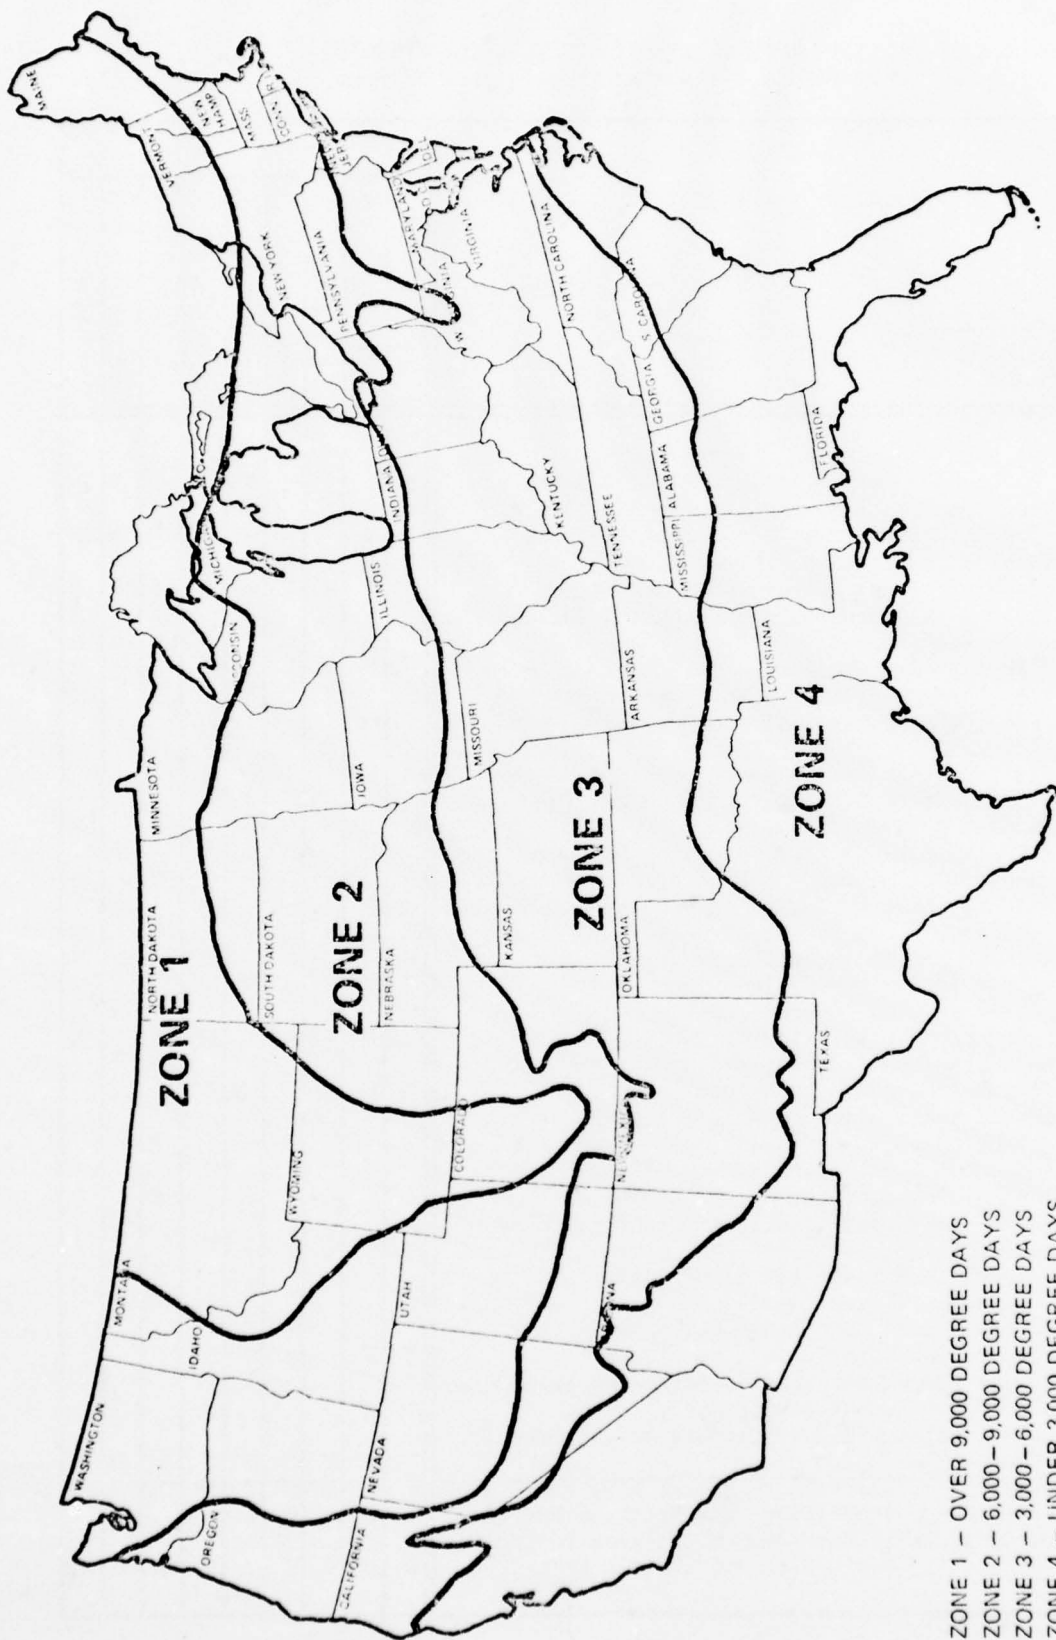 WASHINGTON
MONTANA
NORTH DAKOTA
MINNESOTA
MAINE
VERMONT
NEW
HAMP
MASS
CONN
R I
OREGON
IDAHO
WYOMING
SOUTH DAKOTA
MICHIGAN
NEW YORK
ZONE 1
ZONE 2
CALIFORNIA
NEVADA
UTAH
COLORADO
NEBRASKA
IOWA
ILLINOIS
INDIANA
PENNSYLVANIA
MARYLAND
VIRGINIA
KANSAS
MISSOURI
KENTUCKY
ZONE 3
OKLAHOMA
ARKANSAS
TENNESSEE
NORTH CAROLINA
MISSISSIPPI
ALABAMA
GEORGIA
S. CAROLINA
TEXAS
LOUISIANA
FLORIDA
ZONE 4
ZONE 1 – OVER 9,000 DEGREE DAYS
ZONE 2 – 6,000–9,000 DEGREE DAYS
ZONE 3 – 3,000–6,000 DEGREE DAYS